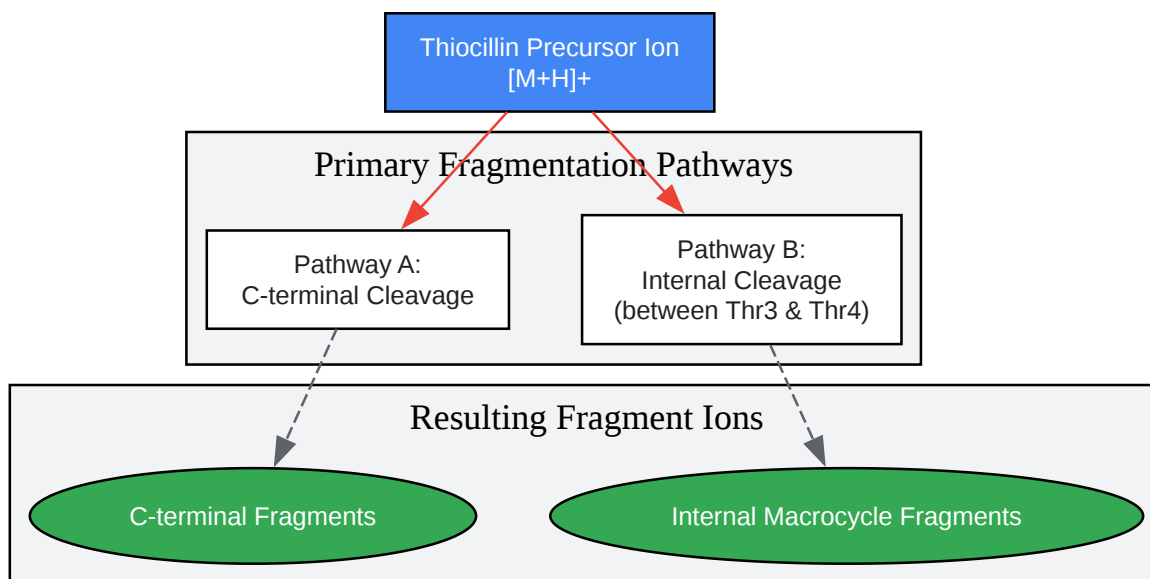 Thiocillin Precursor Ion
[M+H]+
Primary Fragmentation Pathways
Pathway A:
C-terminal Cleavage
Pathway B:
Internal Cleavage
(between Thr3 & Thr4)
Resulting Fragment Ions
C-terminal Fragments
Internal Macrocycle Fragments